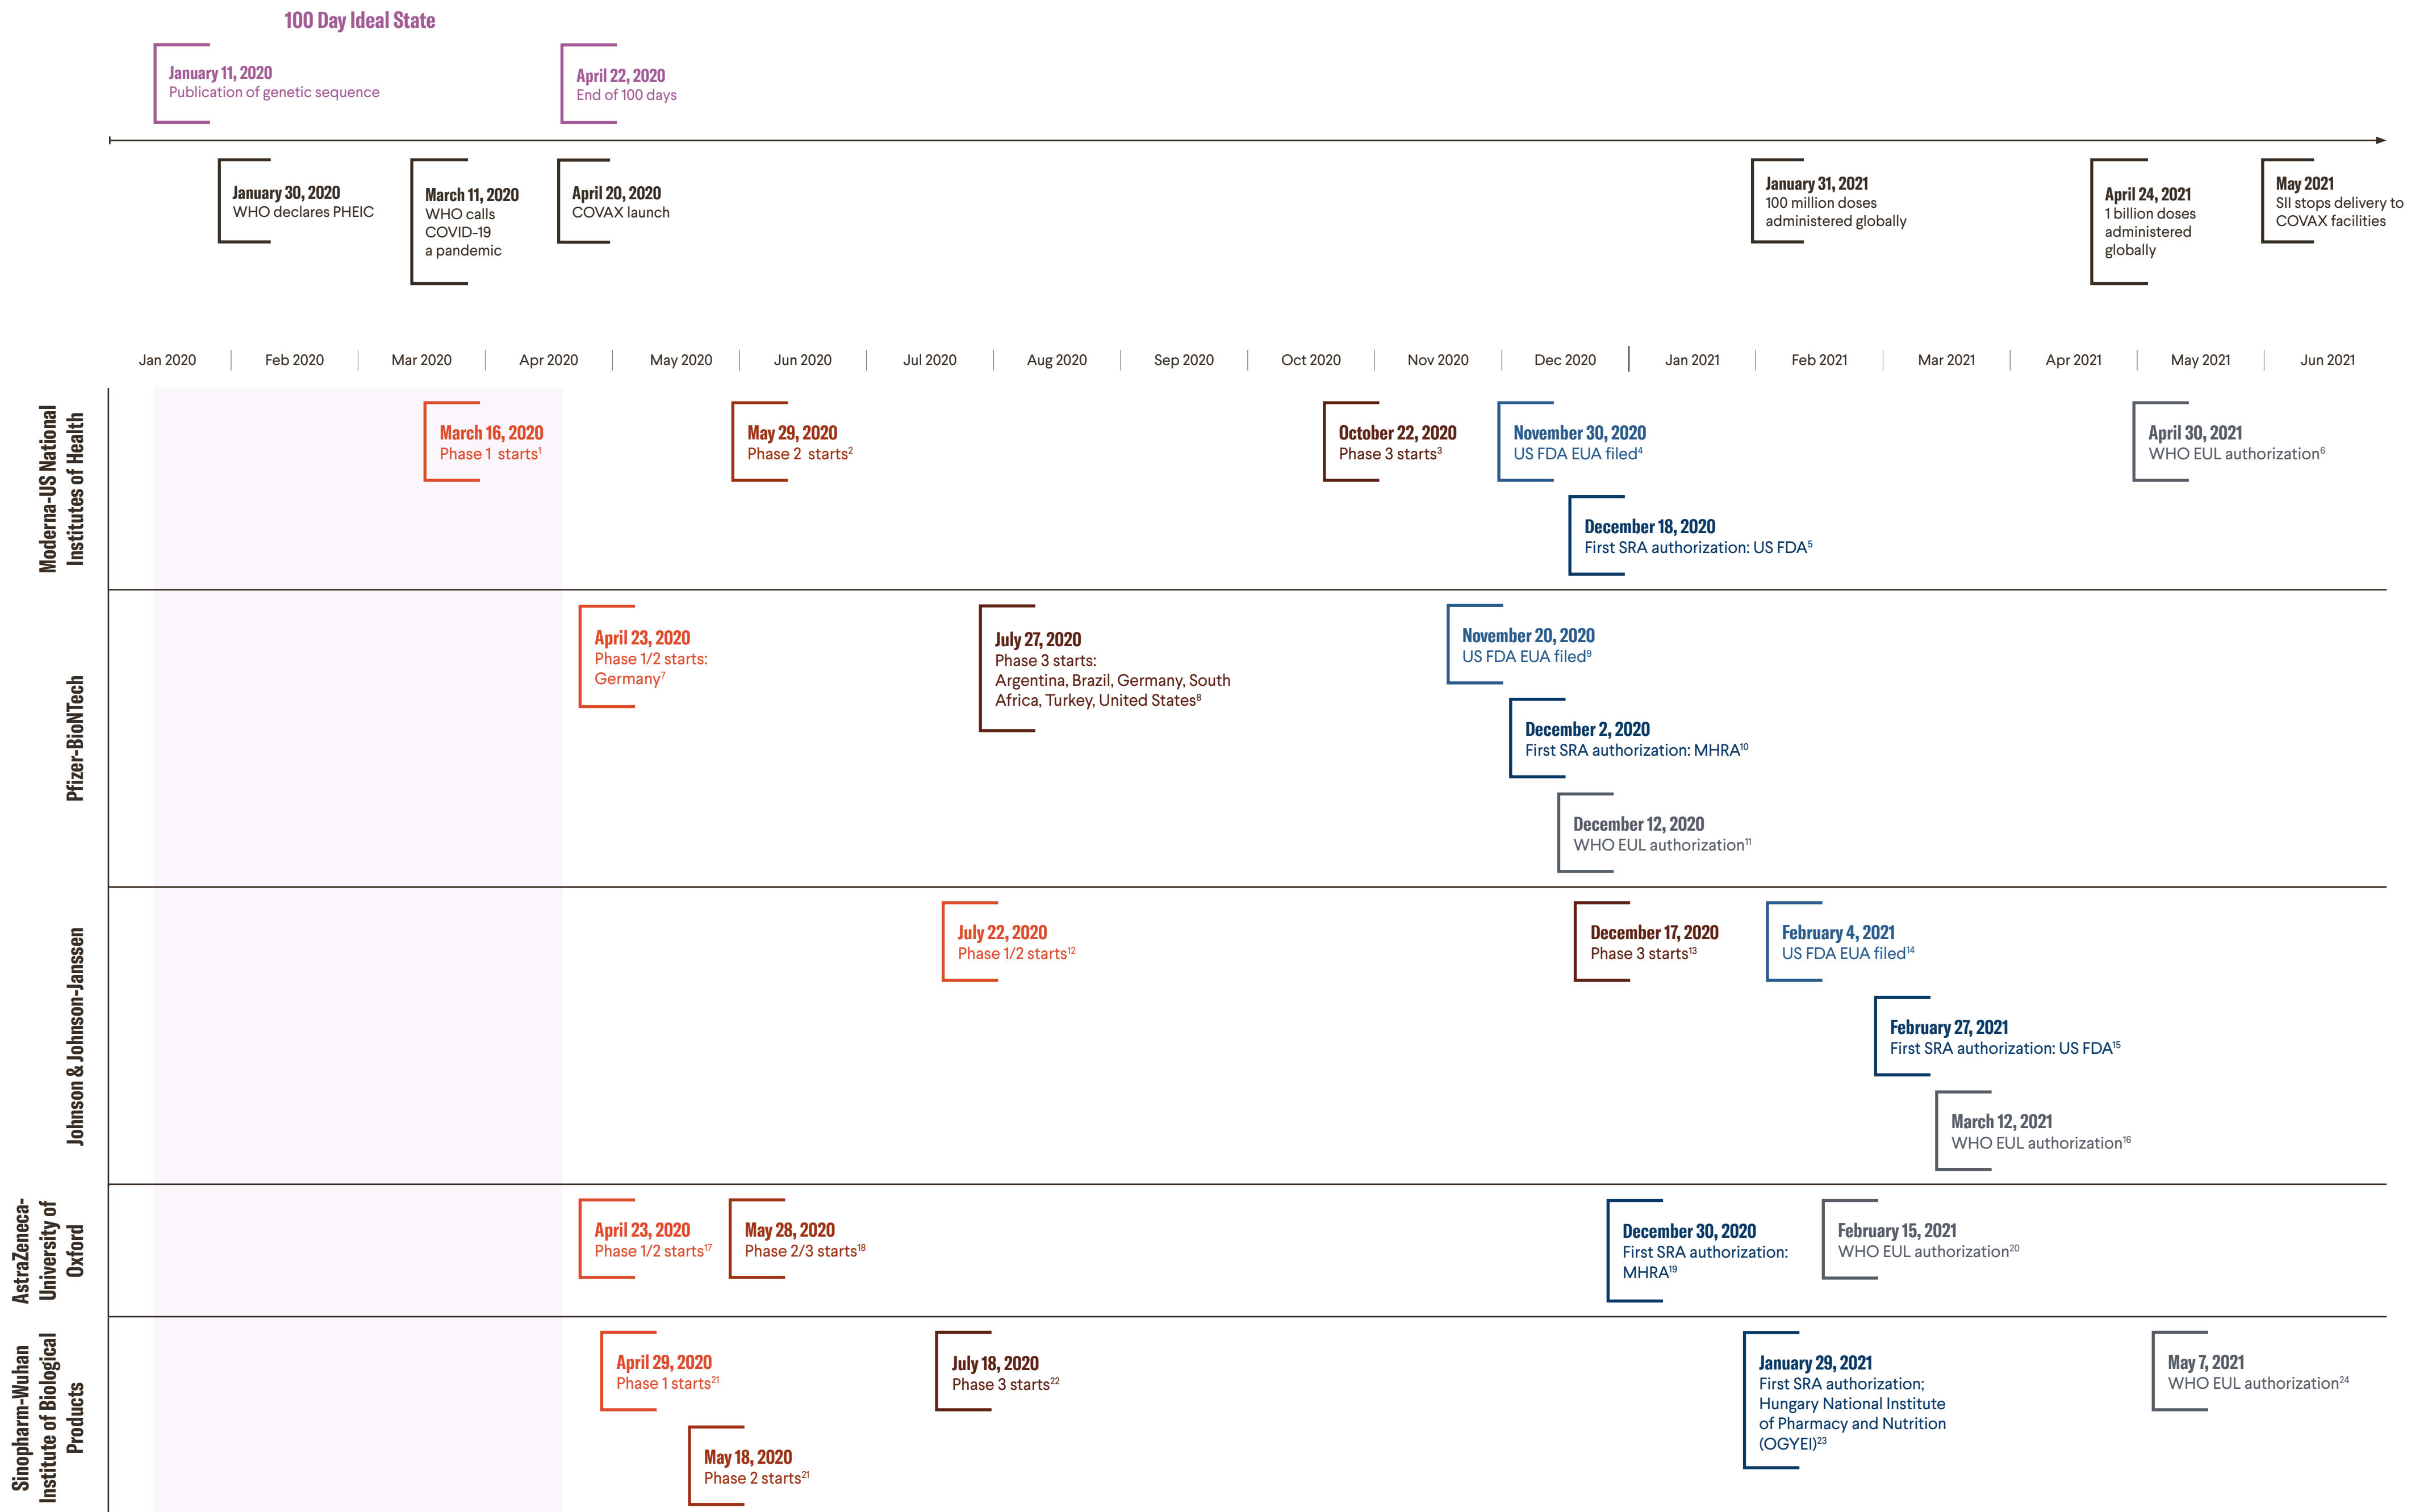 100 Day Ideal State
January 11, 2020
Publication of genetic sequence
April 22, 2020
End of 100 days
January 30, 2020
WHO declares PHEIC
March 11, 2020
WHO calls
COVID-19
a pandemic
April 20, 2020
COVAX launch
January 31, 2021
100 million doses
administered globally
April 24, 2021
1 billion doses
administered
globally
May 2021
SII stops delivery to
COVAX facilities
Jan 2020
Feb 2020
Mar 2020
Apr 2020
May 2020
Jun 2020
Jul 2020
Aug 2020
Sep 2020
Oct 2020
Nov 2020
Dec 2020
Jan 2021
Feb 2021
Mar 2021
Apr 2021
May 2021
Jun 2021
Moderna-US National
Institutes of Health
March 16, 2020
Phase 1 starts¹
May 29, 2020
Phase 2 starts²
October 22, 2020
Phase 3 starts³
November 30, 2020
US FDA EUA filed⁴
December 18, 2020
First SRA authorization: US FDA⁵
April 30, 2021
WHO EUL authorization⁶
Pfizer-BioNTech
April 23, 2020
Phase 1/2 starts:
Germany⁷
July 27, 2020
Phase 3 starts:
Argentina, Brazil, Germany, South
Africa, Turkey, United States⁸
November 20, 2020
US FDA EUA filed⁹
December 2, 2020
First SRA authorization: MHRA¹⁰
December 12, 2020
WHO EUL authorization¹¹
Johnson & Johnson-Janssen
July 22, 2020
Phase 1/2 starts¹²
December 17, 2020
Phase 3 starts¹³
February 4, 2021
US FDA EUA filed¹⁴
February 27, 2021
First SRA authorization: US FDA¹⁵
March 12, 2021
WHO EUL authorization¹⁶
AstraZeneca-
University of
Oxford
April 23, 2020
Phase 1/2 starts¹⁷
May 28, 2020
Phase 2/3 starts¹⁸
December 30, 2020
First SRA authorization:
MHRA¹⁹
February 15, 2021
WHO EUL authorization²⁰
Sinopharm-Wuhan
Institute of Biological
Products
April 29, 2020
Phase 1 starts²¹
May 18, 2020
Phase 2 starts²¹
July 18, 2020
Phase 3 starts²²
January 29, 2021
First SRA authorization;
Hungary National Institute
of Pharmacy and Nutrition
(OGYEI)²³
May 7, 2021
WHO EUL authorization²⁴